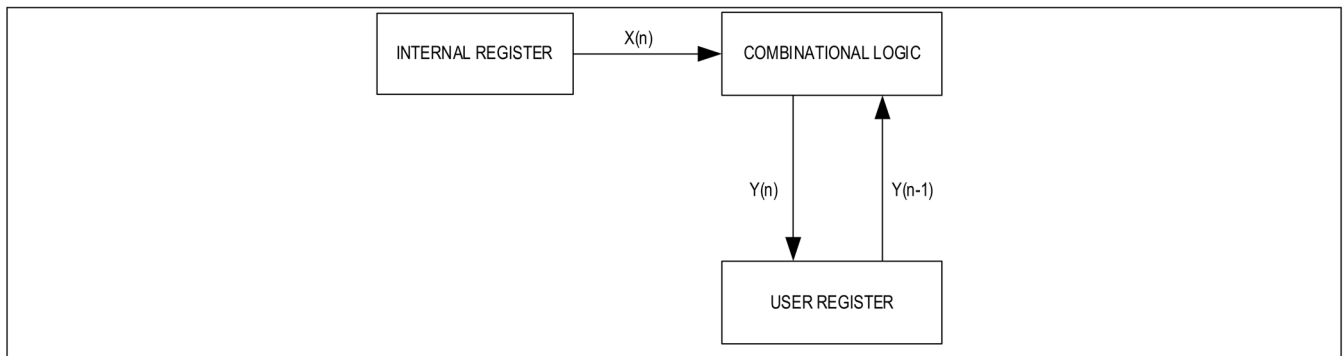 INTERNAL REGISTER
X(n)
COMBINATIONAL LOGIC
Y(n)
Y(n-1)
USER REGISTER